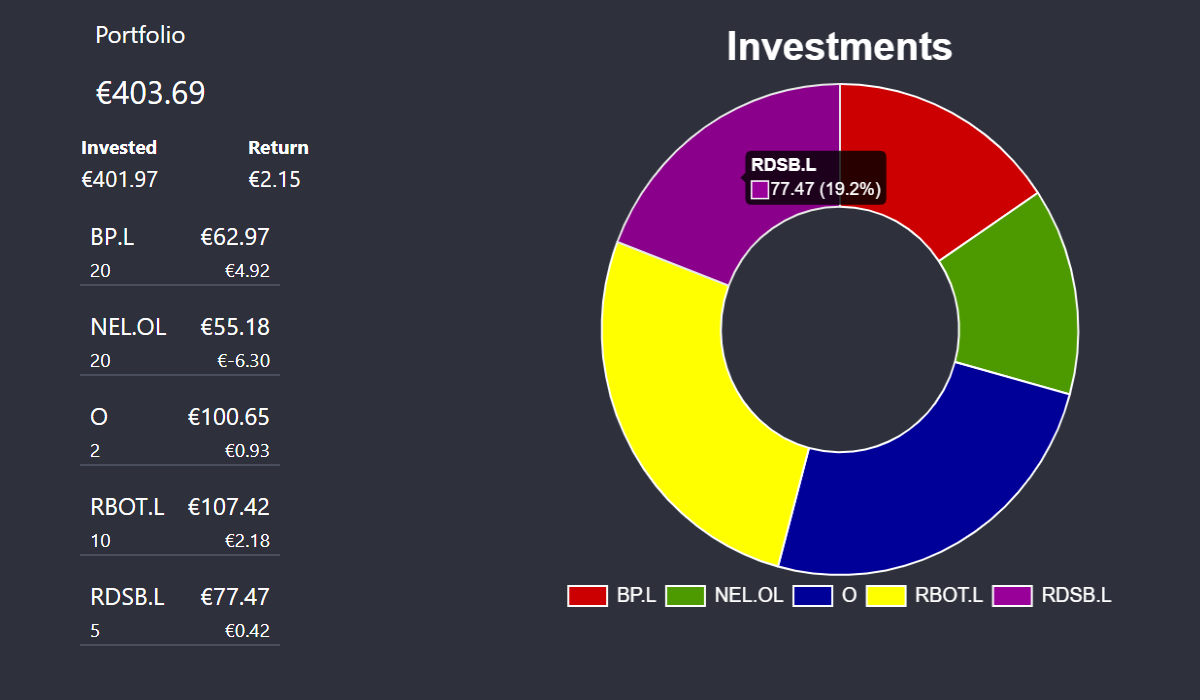 Portfolio
€403.69
Invested Return
€401.97 €2.15
BP.L €62.97
20 €4.92
NEL.OL €55.18
20 €-6.30
O €100.65
2 €0.93
RBOT.L €107.42
10 €2.18
RDSB.L €77.47
5 €0.42
Investments
RDSB.L
77.47 (19.2%)
BP.L NEL.OL O RBOT.L RDSB.L